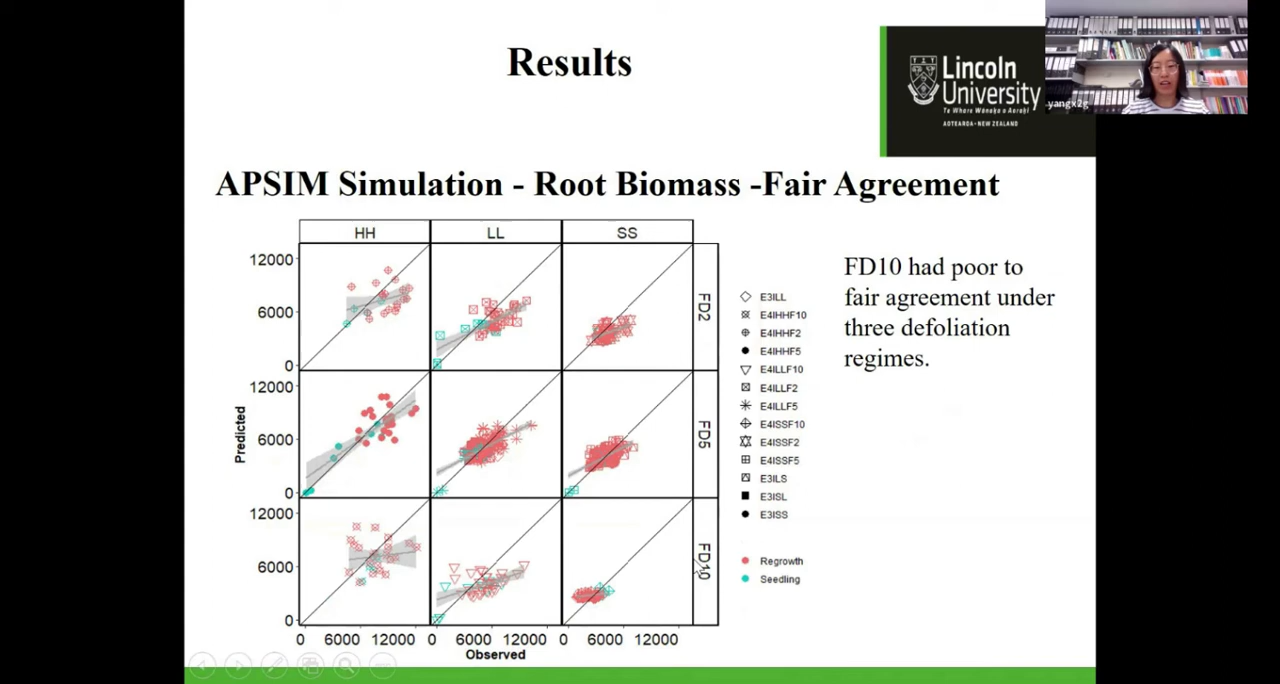 Results
Lincoln
University
Te Whare Wānaka o Aoraki
AOTEAROA • NEW ZEALAND
yangx2g
APSIM Simulation - Root Biomass -Fair Agreement
HH
LL
SS
12000
6000
0
FD2
12000
6000
0
FD5
12000
6000
0
FD10
Predicted
0 6000 12000
0 6000 12000
0 6000 12000
Observed
E3ILL
E4IHHF10
E4IHHF2
E4IHHF5
E4ILLF10
E4ILLF2
E4ILLF5
E4ISSF10
E4ISSF2
E4ISSF5
E3ILS
E3ISL
E3ISS
Regrowth
Seedling
FD10 had poor to
fair agreement under
three defoliation
regimes.